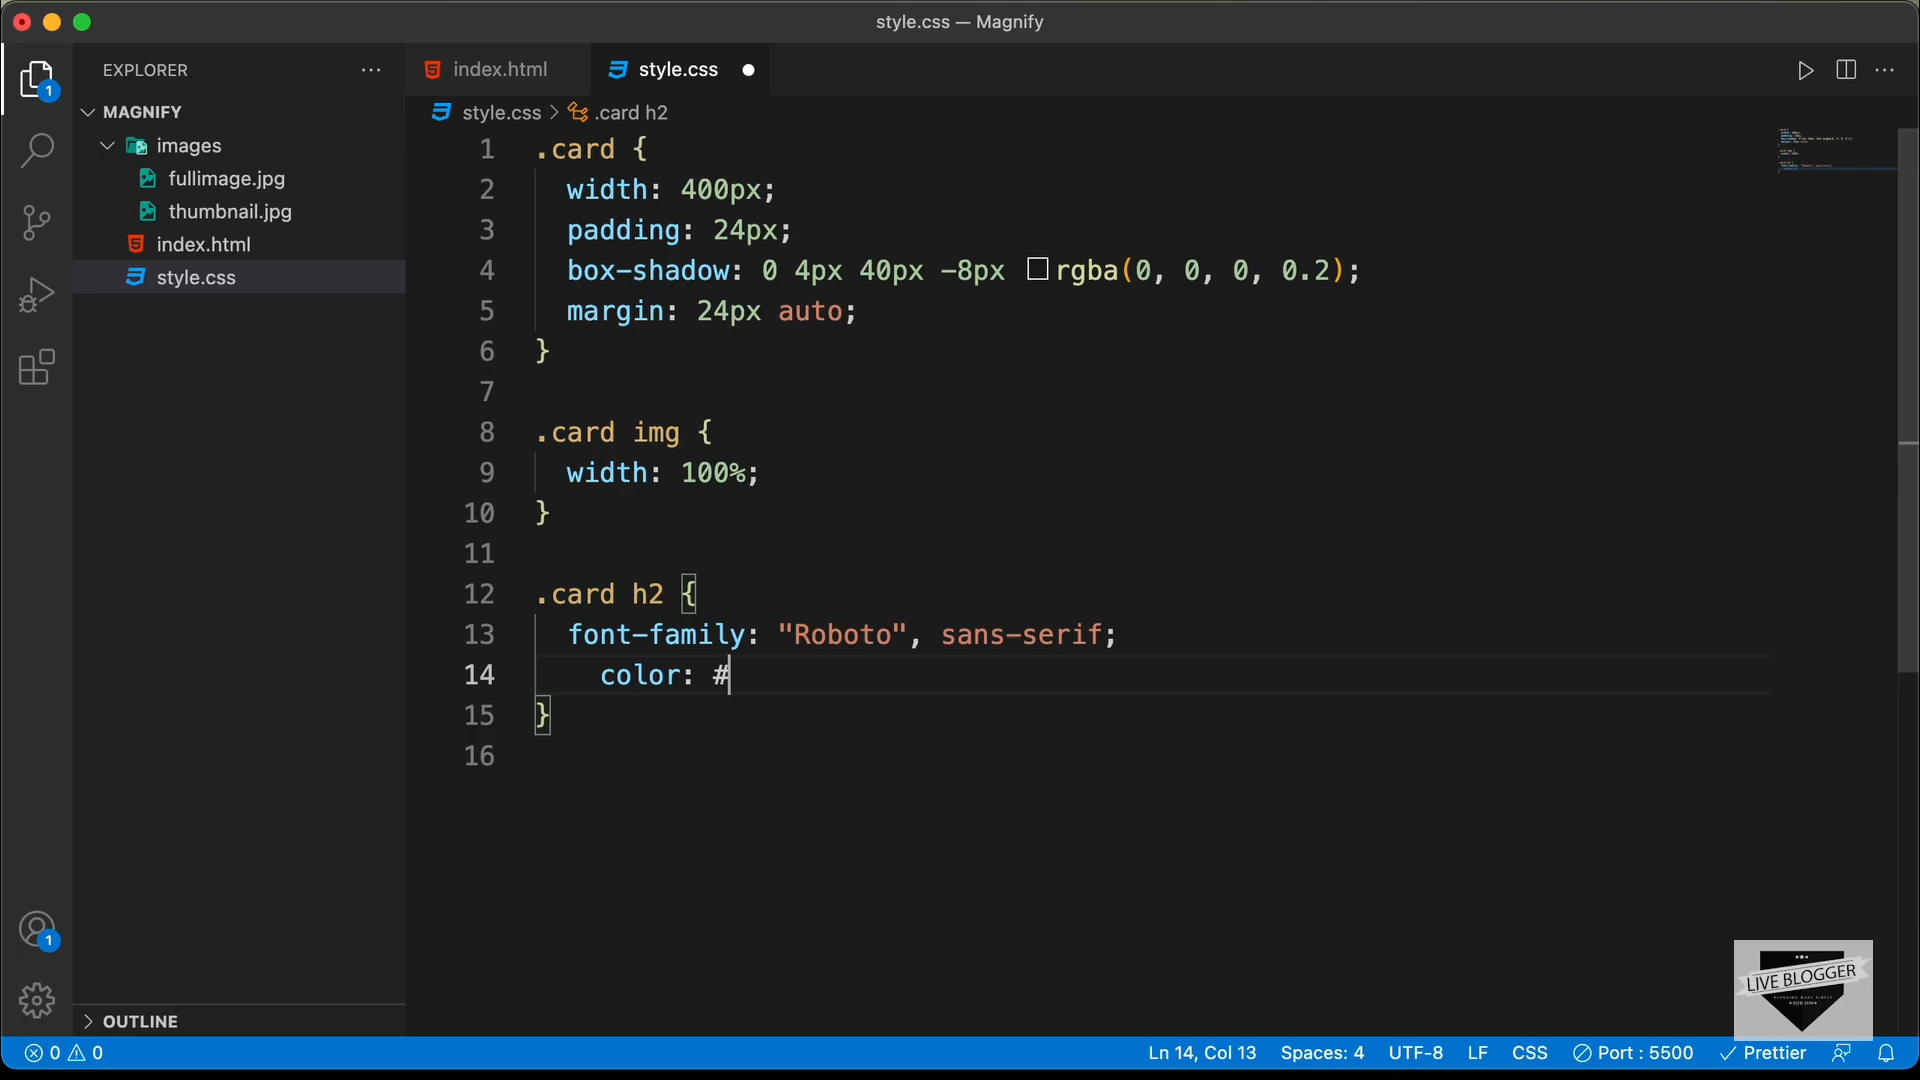 style.css — Magnify
EXPLORER
index.html
style.css
1
MAGNIFY
style.css > .card h2
images
fullimage.jpg
thumbnail.jpg
index.html
style.css
1 .card {
2 width: 400px;
3 padding: 24px;
4 box-shadow: 0 4px 40px -8px rgba(0, 0, 0, 0.2);
5 margin: 24px auto;
6 }
7
8 .card img {
9 width: 100%;
10 }
11
12 .card h2 {
13 font-family: "Roboto", sans-serif;
14 color: #
15 }
16
1
LIVE BLOGGER
OUTLINE
0 0
Ln 14, Col 13 Spaces: 4 UTF-8 LF CSS Port : 5500 Prettier